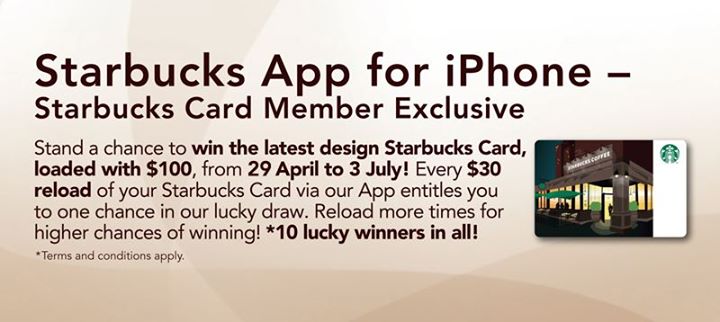 Starbucks App for iPhone –
Starbucks Card Member Exclusive
Stand a chance to win the latest design Starbucks Card,
loaded with $100, from 29 April to 3 July! Every $30
reload of your Starbucks Card via our App entitles you
to one chance in our lucky draw. Reload more times for
higher chances of winning! *10 lucky winners in all!
*Terms and conditions apply.
STARBUCKS COFFEE